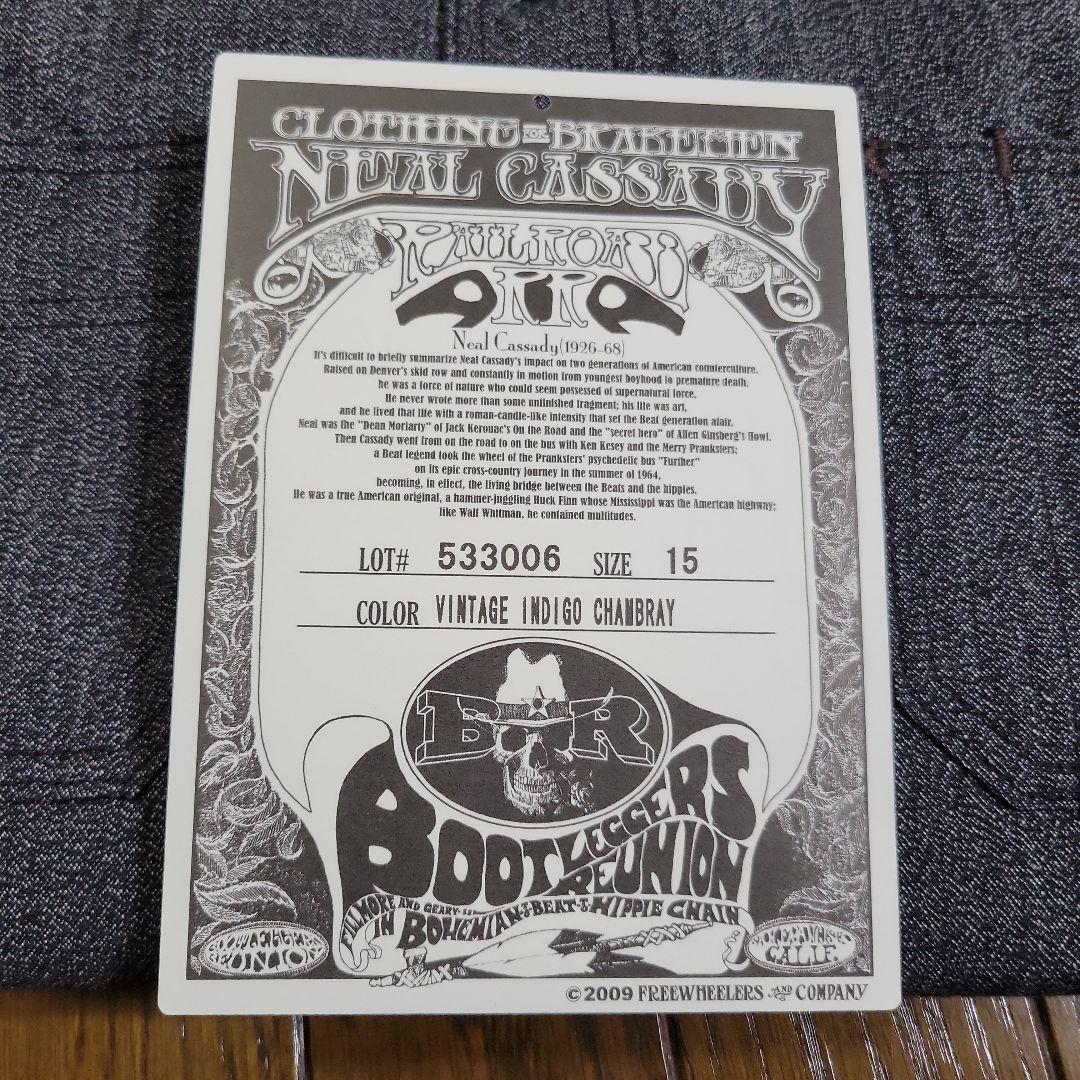 CLOTHING FOR BRAKEMEN
NEAL CASSADY
RAILROAD
RR
Neal Cassady(1926-68)
It's difficult to briefly summarize Neal Cassady's impact on two generations of American counterculture.
Raised on Denver's skid row and constantly in motion from youngest boyhood to premature death,
he was a force of nature who could seem possessed of supernatural force.
He never wrote more than some unfinished fragment; his life was art,
and he lived that life with a roman-candle-like intensity that set the Beat generation afair.
Neal was the "Dean Moriarty" of Jack Kerouac's On the Road and the "secret hero" of Allen Ginsberg's Howl.
Then Cassady went from on the road to on the bus with Ken Kesey and the Merry Pranksters;
a Beat legend took the wheel of the Pranksters' psychedelic bus "Further"
on its epic cross-country journey in the summer of 1964,
becoming, in effect, the living bridge between the Beats and the hippies.
He was a true American original, a hammer-juggling Huck Finn whose Mississippi was the American highway;
like Walt Whitman, he contained multitudes.
LOT# 533006 SIZE 15
COLOR VINTAGE INDIGO CHAMBRAY
B R
BOOTLEGGERS
REUNION
FILLMORE AND GEARY ST
IN BOHEMIAN & BEAT & HIPPIE CHAIN
BOOTLEGGERS
REUNION
SAN FRANCISCO
CALIF.
© 2009 FREEWHEELERS AND COMPANY